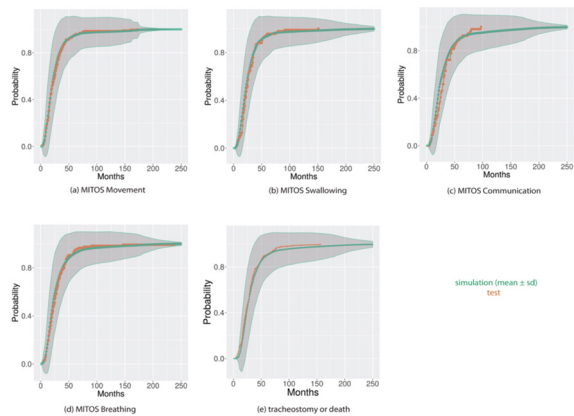 Probability
0.8
0.4
0.0
0 50 100 150 200 250
Months
(a) MITOS Movement
Probability
0.8
0.4
0.0
0 50 100 150 200 250
Months
(b) MITOS Swallowing
Probability
0.8
0.4
0.0
0 50 100 150 200 250
Months
(c) MITOS Communication
Probability
0.8
0.4
0.0
0 50 100 150 200 250
Months
(d) MITOS Breathing
Probability
0.8
0.4
0.0
0 50 100 150 200 250
Months
(e) tracheostomy or death
simulation (mean ± sd)
test